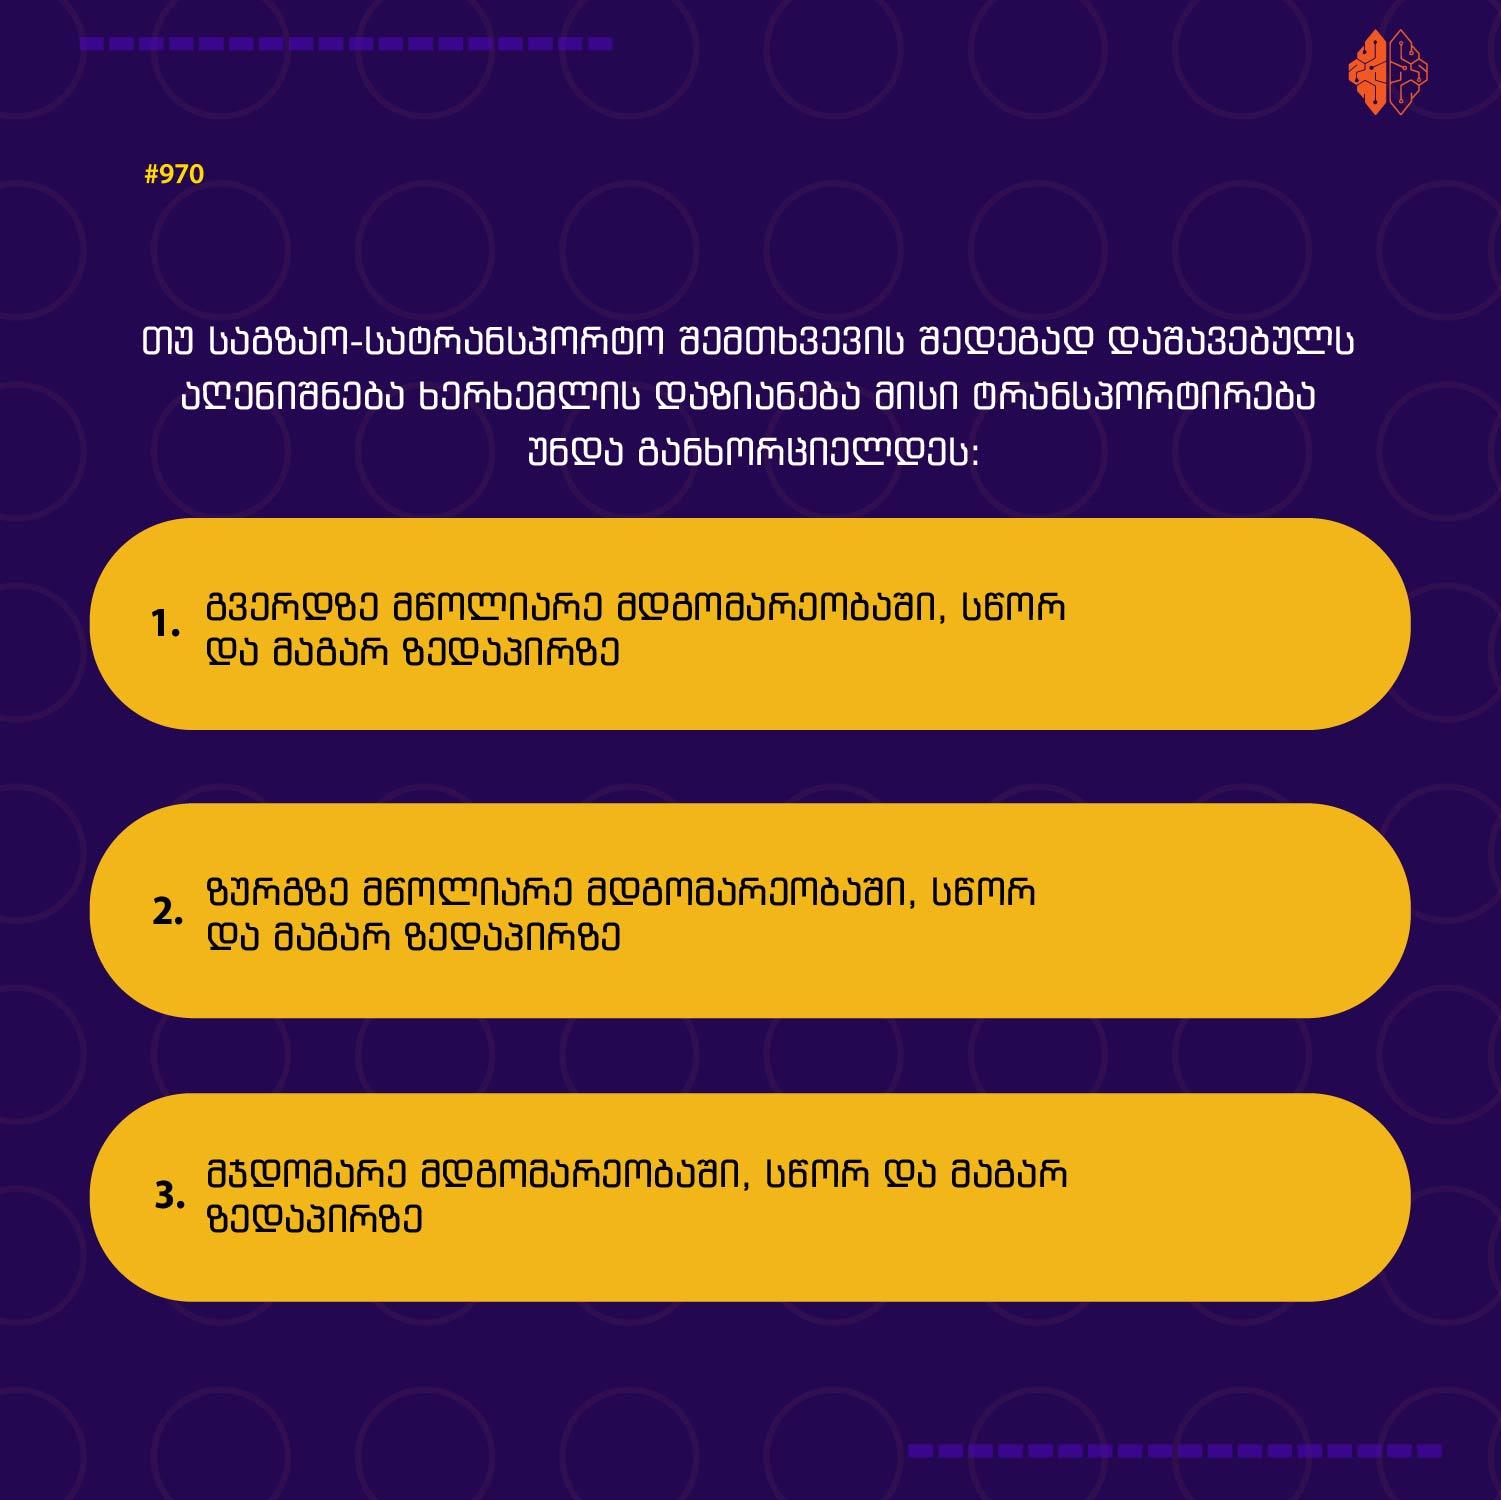 #970
თუ საგზაო-სატრანსპორტო შემთხვევის შედეგად დაშავებულს
აღენიშნება ხერხემლის დაზიანება მისი ტრანსპორტირება
უნდა განხორციელდეს:
1. გვერდზე მწოლიარე მდგომარეობაში, სწორ
და მაგარ ზედაპირზე
2. ზურგზე მწოლიარე მდგომარეობაში, სწორ
და მაგარ ზედაპირზე
3. მჯდომარე მდგომარეობაში, სწორ და მაგარ
ზედაპირზე